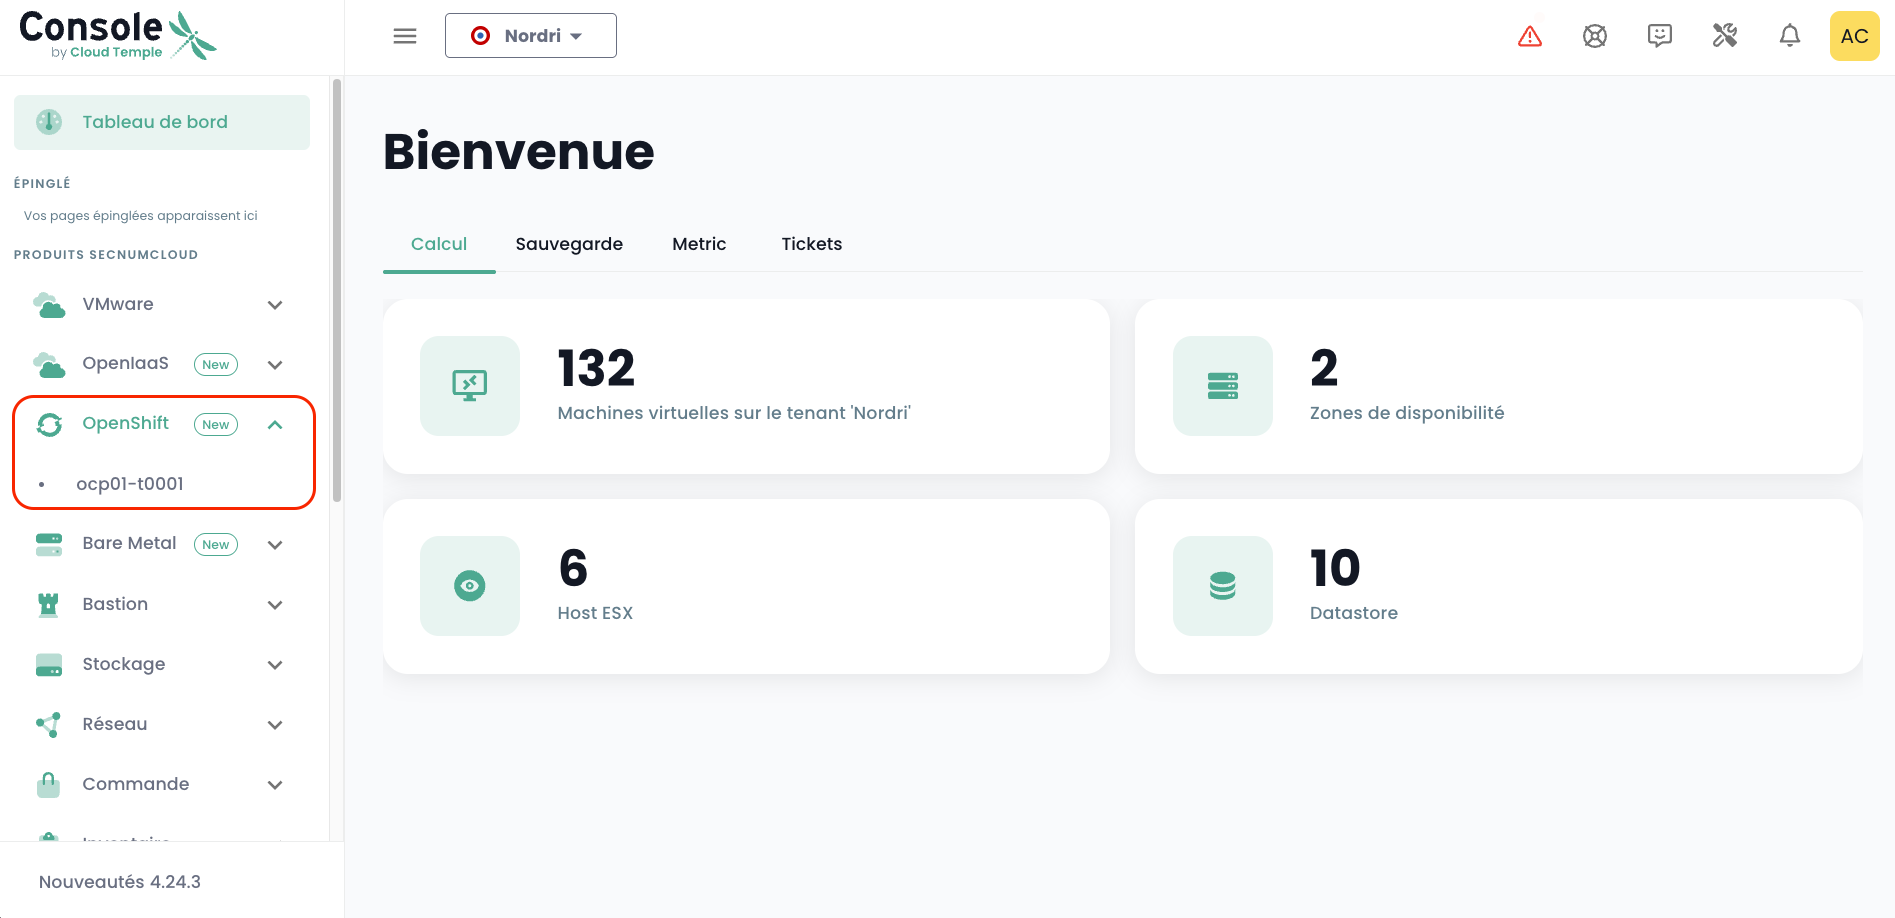 Console
by Cloud Temple
Nordri
AC
Tableau de bord
ÉPINGLÉ
Vos pages épinglées apparaissent ici
PRODUITS SECNUMCLOUD
VMware
OpenIaaS New
OpenShift New
• ocp01-t0001
Bare Metal New
Bastion
Stockage
Réseau
Commande
Inventaire
Nouveautés 4.24.3
Bienvenue
Calcul Sauvegarde Metric Tickets
132
Machines virtuelles sur le tenant 'Nordri'
2
Zones de disponibilité
6
Host ESX
10
Datastore